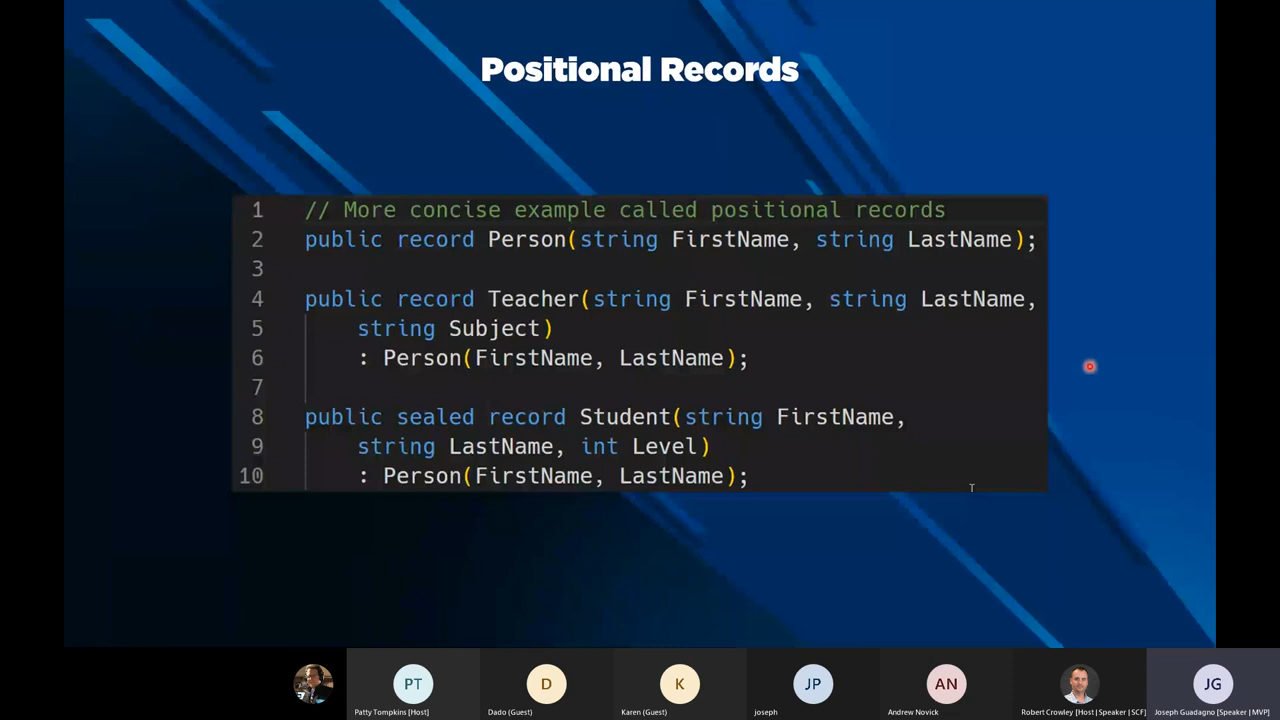 Positional Records
1 // More concise example called positional records
2 public record Person(string FirstName, string LastName);
3
4 public record Teacher(string FirstName, string LastName,
5 string Subject)
6 : Person(FirstName, LastName);
7
8 public sealed record Student(string FirstName,
9 string LastName, int Level)
10 : Person(FirstName, LastName);
PT D K JP AN JG
Patty Tompkins [Host] Dado (Guest) Karen (Guest) joseph Andrew Novick Robert Crowley [Host | Speaker | SCF] Joseph Guadagno [Speaker | MVP]